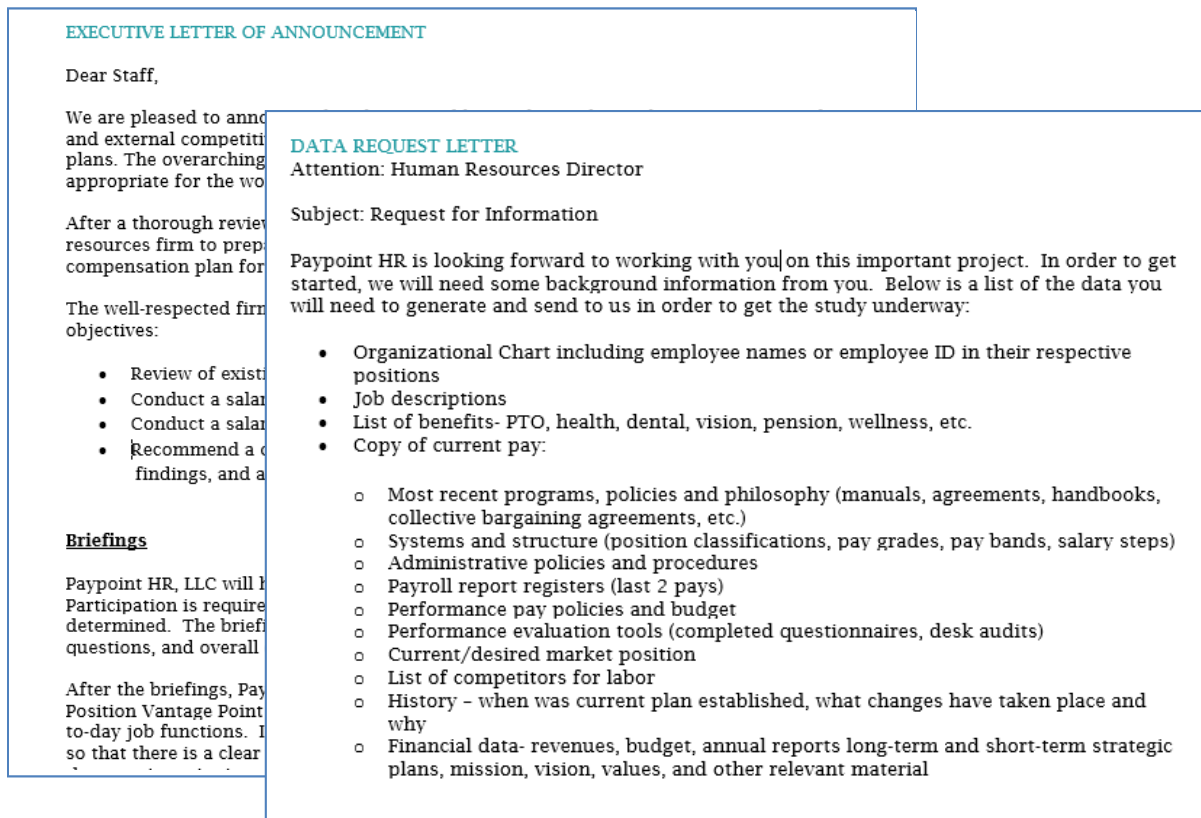 EXECUTIVE LETTER OF ANNOUNCEMENT
Dear Staff,
We are pleased to
and external
plans. The overarching
appropriate for the
After a thorough
resources firm to
compensation plan for
The well-respected
objectives:
• Review of
• Conduct a
• Conduct a
• Recommend a
findings, and
Briefings
Paypoint HR, LLC will
Participation is
determined. The
questions, and overall
After the briefings,
Position Vantage Point
to-day job functions.
so that there is a clear
DATA REQUEST LETTER
Attention: Human Resources Director
Subject: Request for Information
Paypoint HR is looking forward to working with you on this important project. In order to get
started, we will need some background information from you. Below is a list of the data you
will need to generate and send to us in order to get the study underway:
• Organizational Chart including employee names or employee ID in their respective
positions
• Job descriptions
• List of benefits- PTO, health, dental, vision, pension, wellness, etc.
• Copy of current pay:
o Most recent programs, policies and philosophy (manuals, agreements, handbooks,
collective bargaining agreements, etc.)
o Systems and structure (position classifications, pay grades, pay bands, salary steps)
o Administrative policies and procedures
o Payroll report registers (last 2 pays)
o Performance pay policies and budget
o Performance evaluation tools (completed questionnaires, desk audits)
o Current/desired market position
o List of competitors for labor
o History – when was current plan established, what changes have taken place and
why
o Financial data- revenues, budget, annual reports long-term and short-term strategic
plans, mission, vision, values, and other relevant material